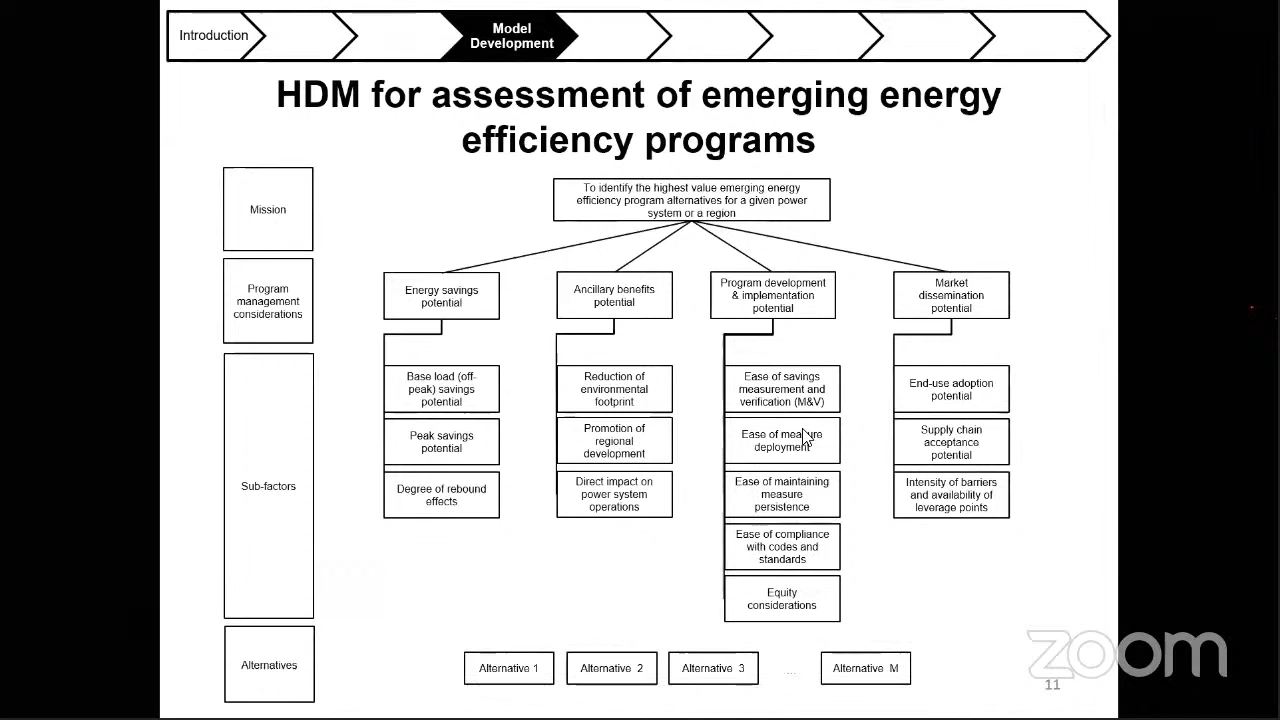 Introduction
Model
Development
HDM for assessment of emerging energy
efficiency programs
Mission
To identify the highest value emerging energy
efficiency program alternatives for a given power
system or a region
Program
management
considerations
Energy savings
potential
Ancillary benefits
potential
Program development
& implementation
potential
Market
dissemination
potential
Sub-factors
Base load (off-
peak) savings
potential
Peak savings
potential
Degree of rebound
effects
Reduction of
environmental
footprint
Promotion of
regional
development
Direct impact on
power system
operations
Ease of savings
measurement and
verification (M&V)
Ease of measure
deployment
Ease of maintaining
measure
persistence
Ease of compliance
with codes and
standards
Equity
considerations
End-use adoption
potential
Supply chain
acceptance
potential
Intensity of barriers
and availability of
leverage points
Alternatives
Alternative 1
Alternative 2
Alternative 3
....
Alternative M
zoom
11